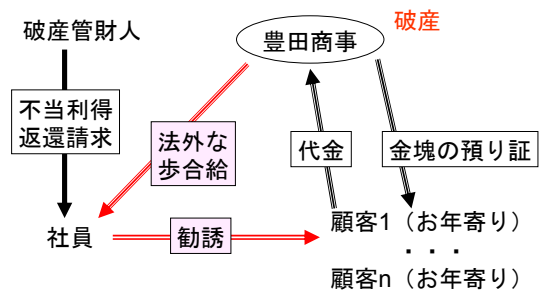 破産管財人
豊田商事
破産
不当利得
返還請求
法外な
歩合給
代金
金塊の預り証
社員
勧誘
顧客1（お年寄り）
・・・
顧客n（お年寄り）